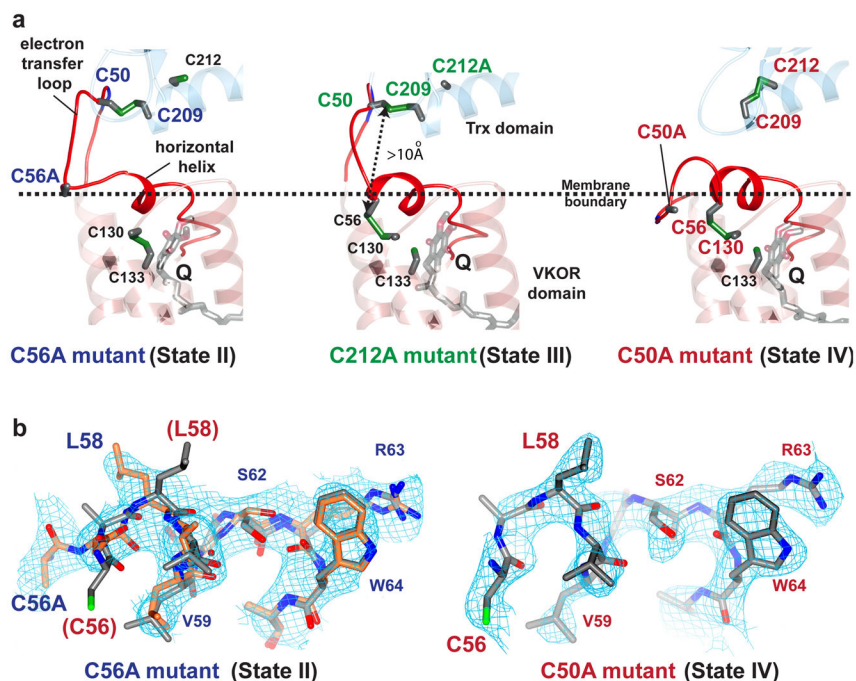 a
electron
transfer
loop
C50
C212
C209
C56A
horizontal
helix
C130
C133
Q
C56A mutant (State II)
C212A
C50
C209
>10Å
Trx domain
C56
C130
C133
Q
VKOR
domain
C212A mutant (State III)
C212
C209
C50A
Membrane
boundary
C56
C130
C133
Q
C50A mutant (State IV)
b
L58
(L58)
S62
R63
C56A
(C56)
V59
W64
C56A mutant (State II)
L58
S62
R63
C56
V59
W64
C50A mutant (State IV)